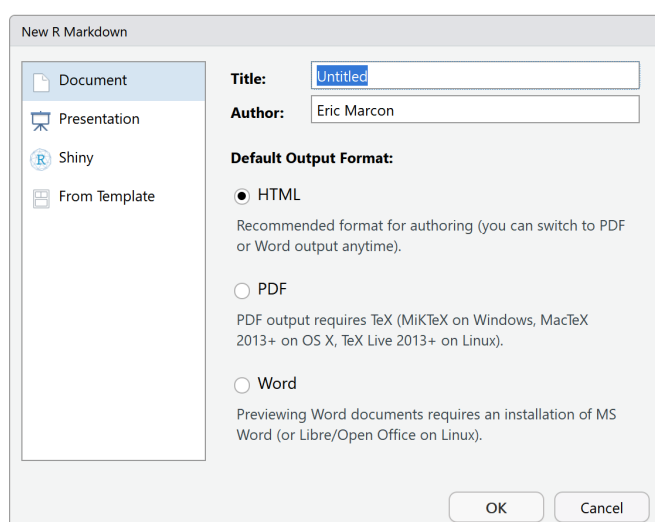 New R Markdown
Document
Presentation
R Shiny
From Template
Title: Untitled
Author: Eric Marcon
Default Output Format:
HTML
Recommended format for authoring (you can switch to PDF
or Word output anytime).
PDF
PDF output requires TeX (MiKTeX on Windows, MacTeX
2013+ on OS X, TeX Live 2013+ on Linux).
Word
Previewing Word documents requires an installation of MS
Word (or Libre/Open Office on Linux).
OK Cancel